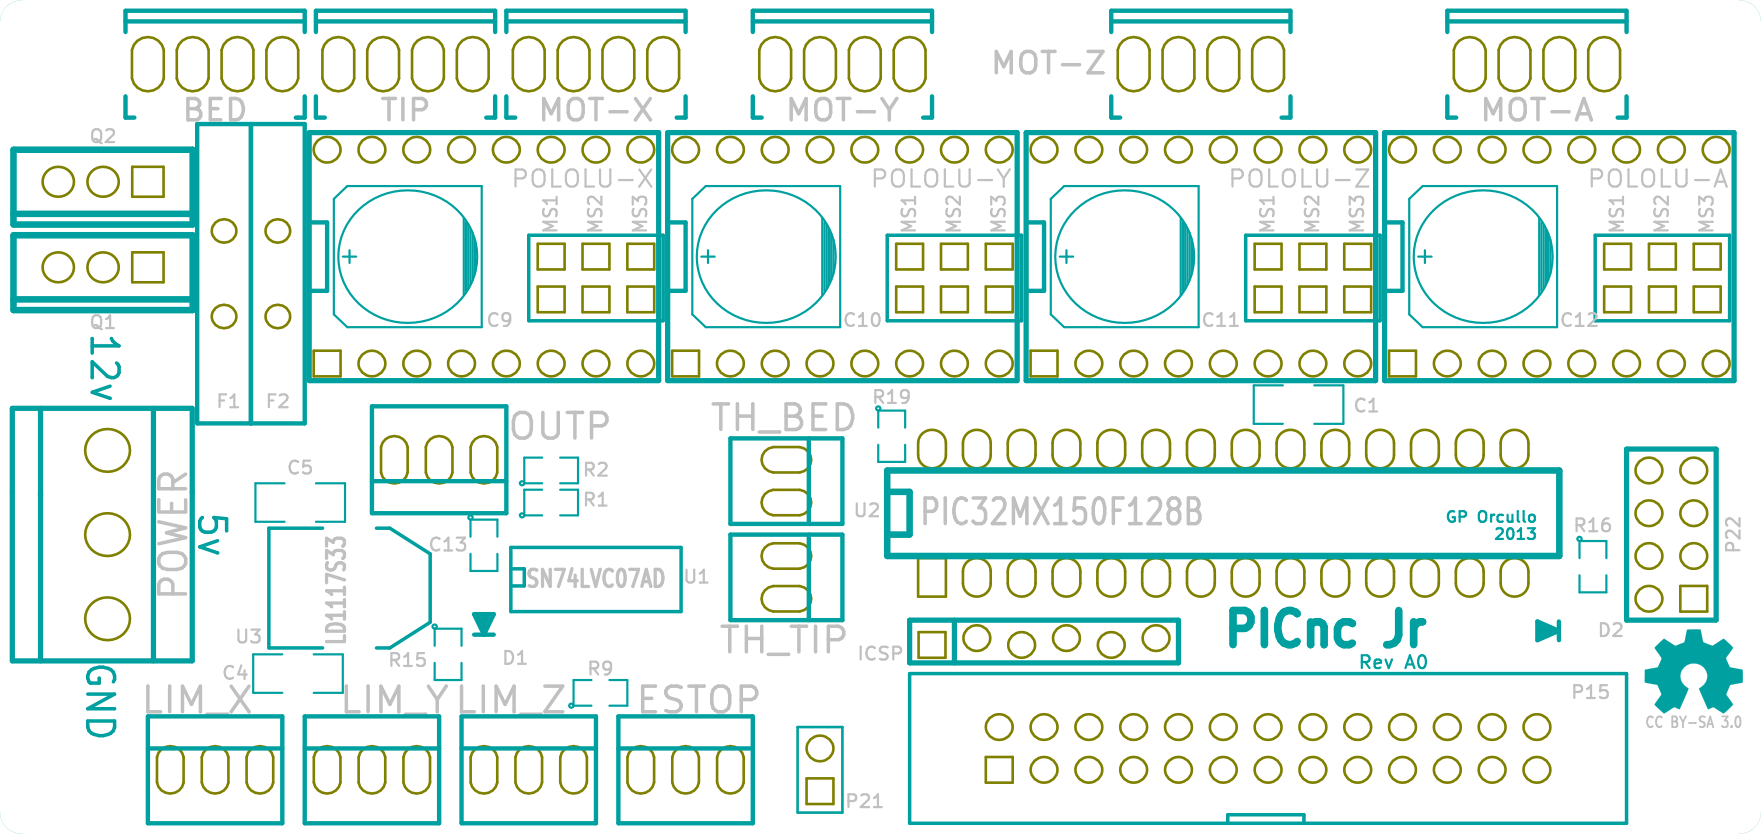 MOT-Z
BED
TIP
MOT-X
MOT-Y
MOT-A
Q2
POLOLU-X
POLOLU-Y
POLOLU-Z
POLOLU-A
MS1
MS2
MS3
MS1
MS2
MS3
MS1
MS2
MS3
MS1
MS2
MS3
+
+
+
+
Q1
C9
C10
C11
C12
12v
F1
F2
R19
C1
OUTP
TH_BED
C5
R2
R1
POWER
5v
C13
U2
PIC32MX150F128B
GP Orcullo
2013
R16
P22
LD1117S33
SN74LVC07AD
U1
U3
TH_TIP
PICnc Jr
Rev A0
D2
ICSP
C4
R15
D1
R9
GND
LIM_X
LIM_Y
LIM_Z
ESTOP
P15
CC BY-SA 3.0
P21